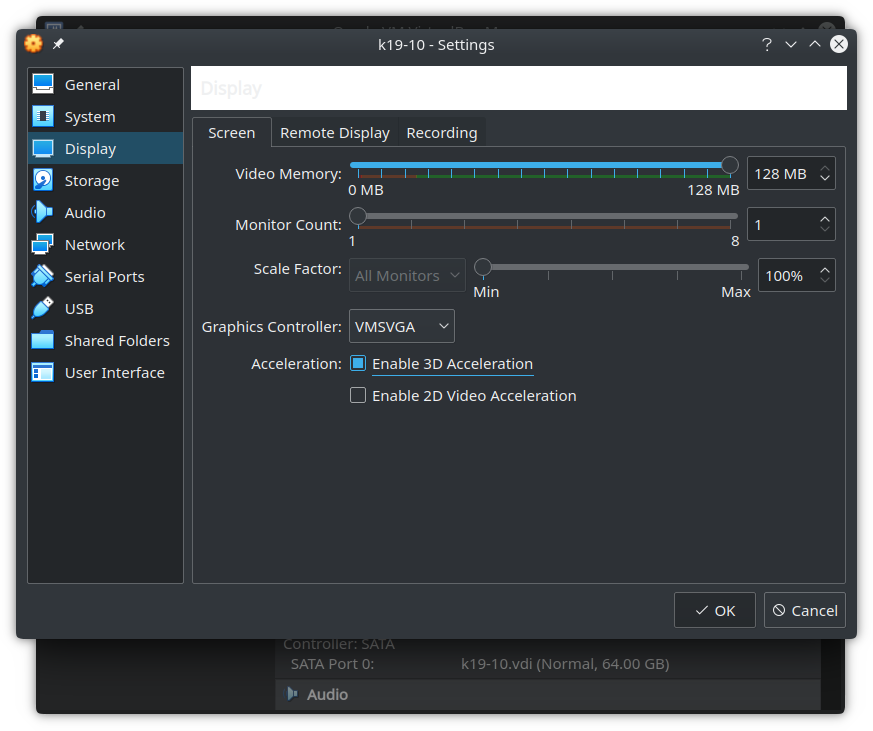 k19-10 - Settings
?
General
System
Display
Storage
Audio
Network
Serial Ports
USB
Shared Folders
User Interface
Display
Screen Remote Display Recording
Video Memory: 128 MB
0 MB 128 MB
Monitor Count: 1
1 8
Scale Factor: All Monitors 100%
Min Max
Graphics Controller: VMSVGA
Acceleration: Enable 3D Acceleration
Enable 2D Video Acceleration
OK Cancel
Controller: SATA
SATA Port 0: k19-10.vdi (Normal, 64.00 GB)
Audio